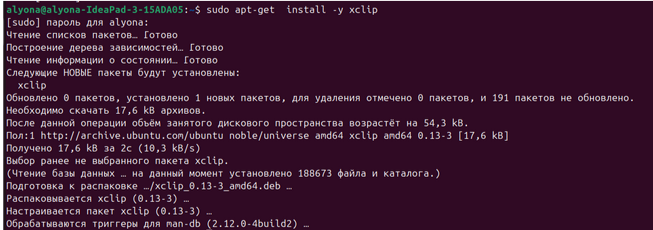 alyona@alyona-IdeaPad-3-15ADA05:~$ sudo apt-get  install -y xclip
[sudo] пароль для alyona:
Чтение списков пакетов… Готово
Построение дерева зависимостей… Готово
Чтение информации о состоянии… Готово
Следующие НОВЫЕ пакеты будут установлены:
  xclip
Обновлено 0 пакетов, установлено 1 новых пакетов, для удаления отмечено 0 пакетов, и 191 пакетов не обновлено.
Необходимо скачать 17,6 kB архивов.
После данной операции объём занятого дискового пространства возрастёт на 54,3 kB.
Пол:1 http://archive.ubuntu.com/ubuntu noble/universe amd64 xclip amd64 0.13-3 [17,6 kB]
Получено 17,6 kB за 2с (10,3 kB/s)
Выбор ранее не выбранного пакета xclip.
(Чтение базы данных … на данный момент установлено 188673 файла и каталога.)
Подготовка к распаковке …/xclip_0.13-3_amd64.deb …
Распаковывается xclip (0.13-3) …
Настраивается пакет xclip (0.13-3) …
Обрабатываются триггеры для man-db (2.12.0-4build2) …